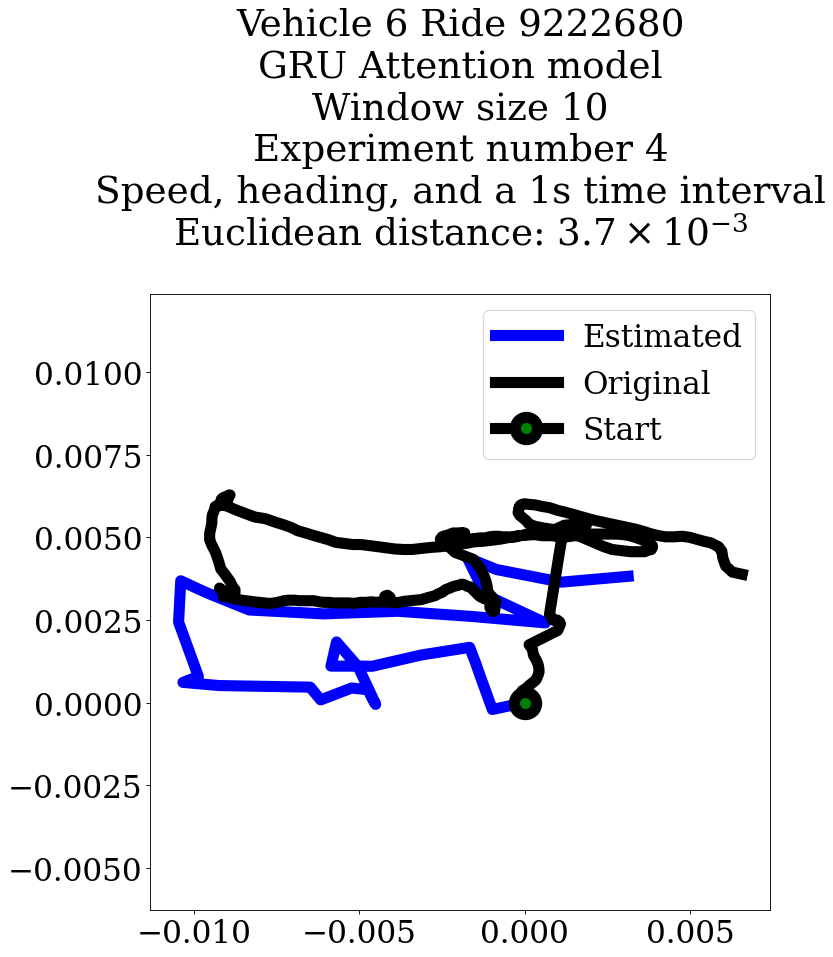 Vehicle 6 Ride 9222680
GRU Attention model
Window size 10
Experiment number 4
Speed, heading, and a 1s time interval
Euclidean distance: 3.7 × 10⁻³
Estimated
Original
Start
0.0100
0.0075
0.0050
0.0025
0.0000
−0.0025
−0.0050
−0.010
−0.005
0.000
0.005